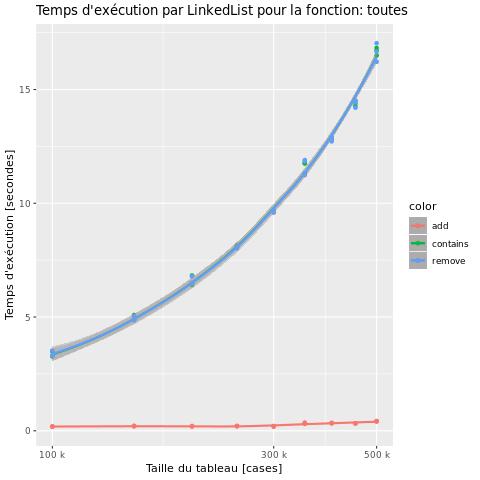 Temps d'exécution par LinkedList pour la fonction: toutes
Temps d'exécution [secondes]
15
10
5
0
100 k
300 k
500 k
Taille du tableau [cases]
color
add
contains
remove